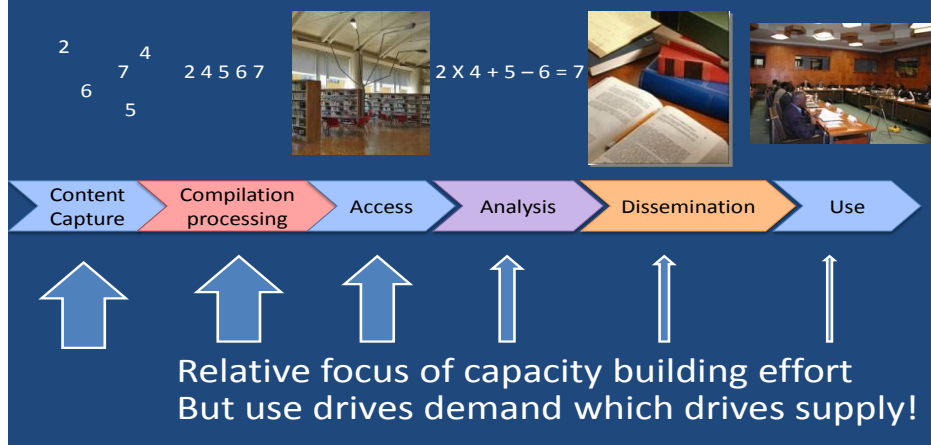 2
4
7
6
5
2 4 5 6 7
2 X 4 + 5 – 6 = 7
Content
Capture
Compilation
processing
Access
Analysis
Dissemination
Use
Relative focus of capacity building effort
But use drives demand which drives supply!